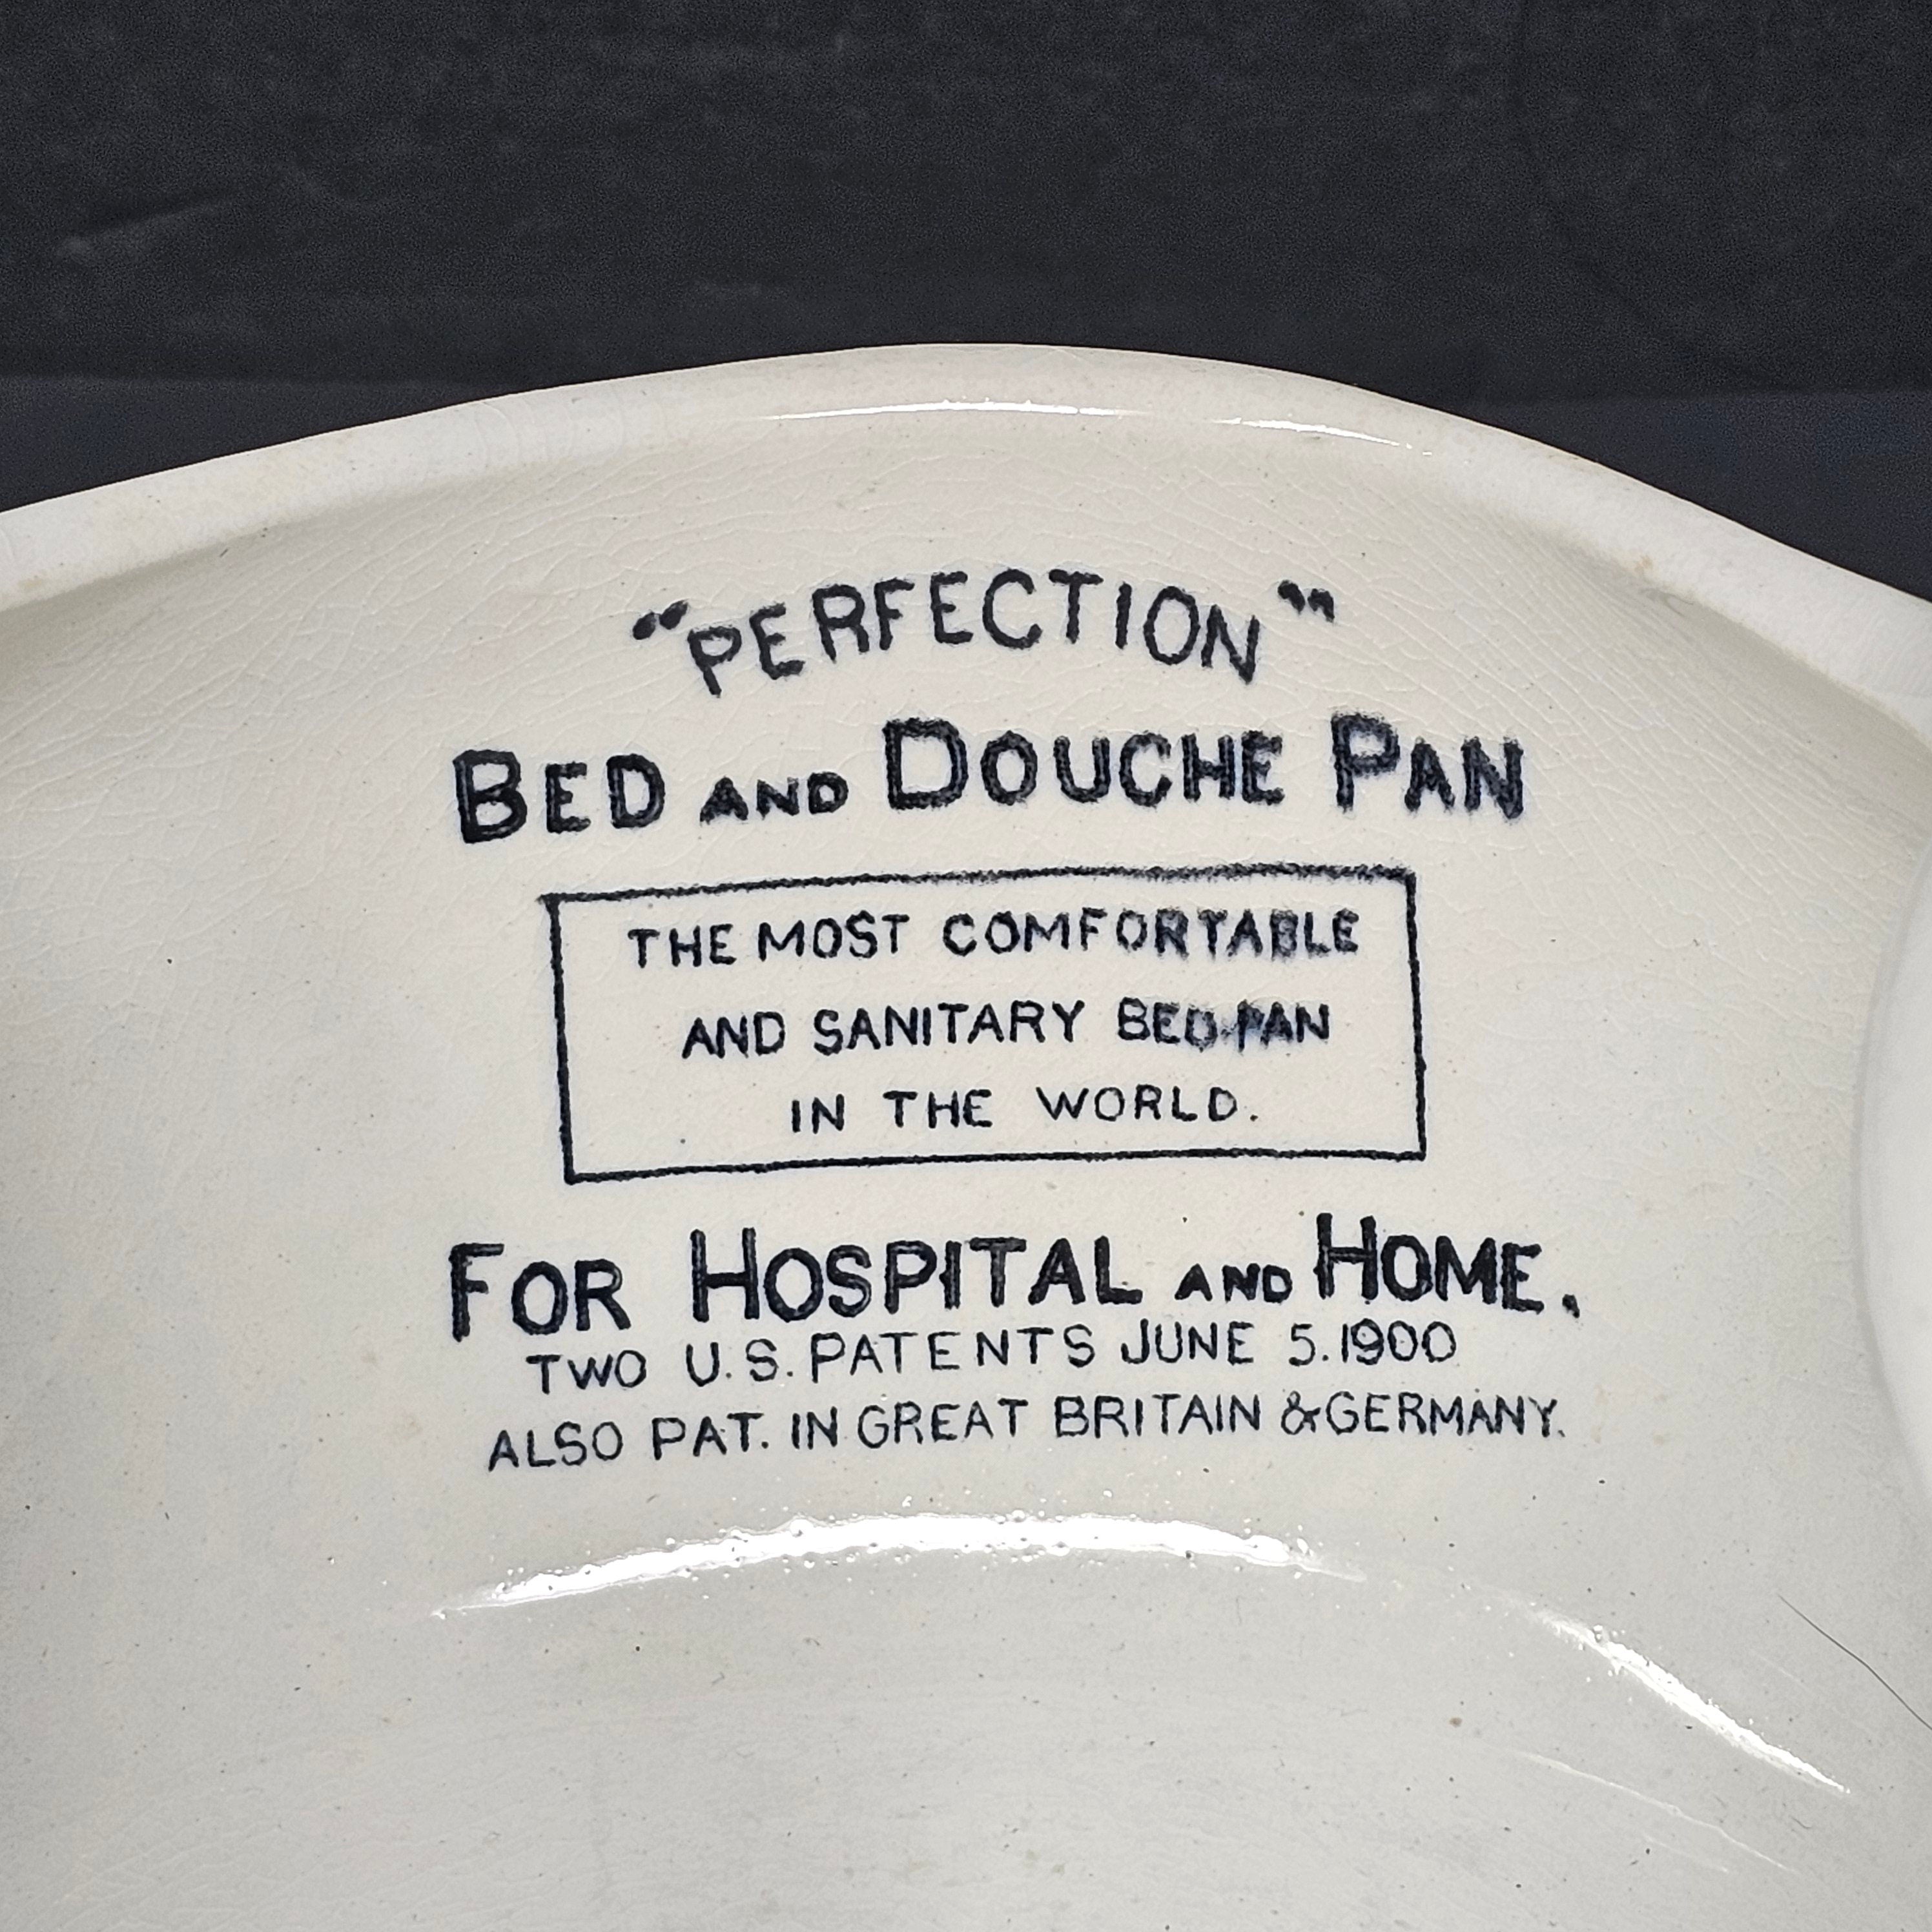 “PERFECTION”
BED AND DOUCHE PAN
THE MOST COMFORTABLE
AND SANITARY BED-PAN
IN THE WORLD.
FOR HOSPITAL AND HOME.
TWO U.S. PATENTS JUNE 5. 1900
ALSO PAT. IN GREAT BRITAIN & GERMANY.